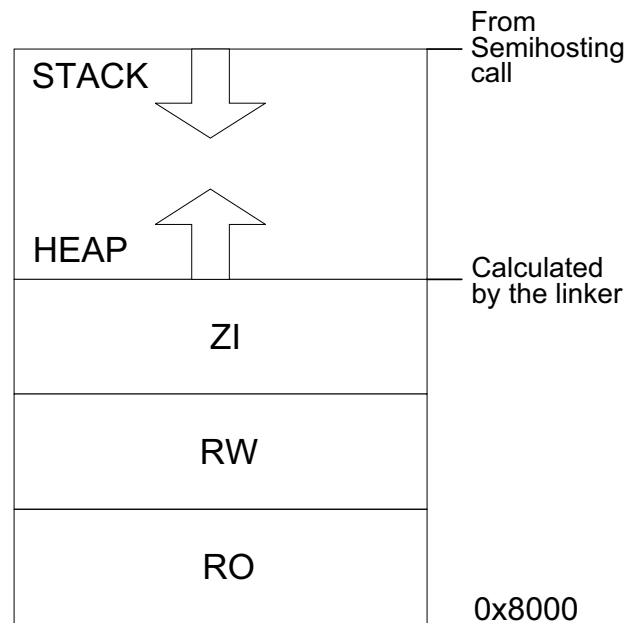 From
Semihosting
call
STACK
HEAP
Calculated
by the linker
ZI
RW
RO
0x8000